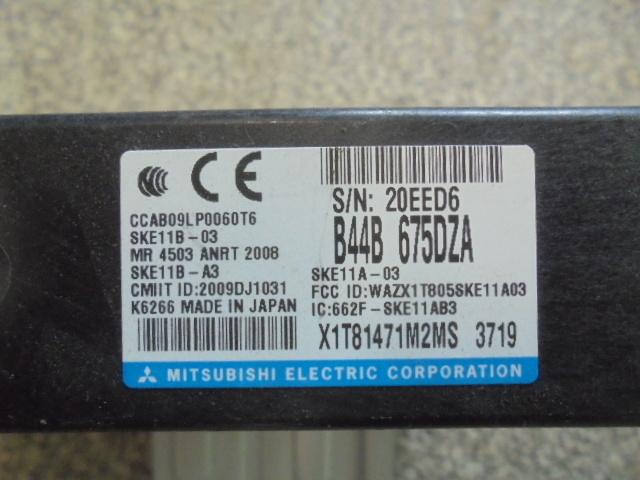 CE
CCAB09LP0060T6
SKE11B-03
MR 4503 ANRT 2008
SKE11B-A3
CMIIT ID:2009DJ1031
K6266 MADE IN JAPAN
S/N: 20EED6
B44B 675DZA
SKE11A-03
FCC ID:WAZX1T805SKE11A03
IC:662F-SKE11AB3
X1T81471M2MS 3719
MITSUBISHI ELECTRIC CORPORATION